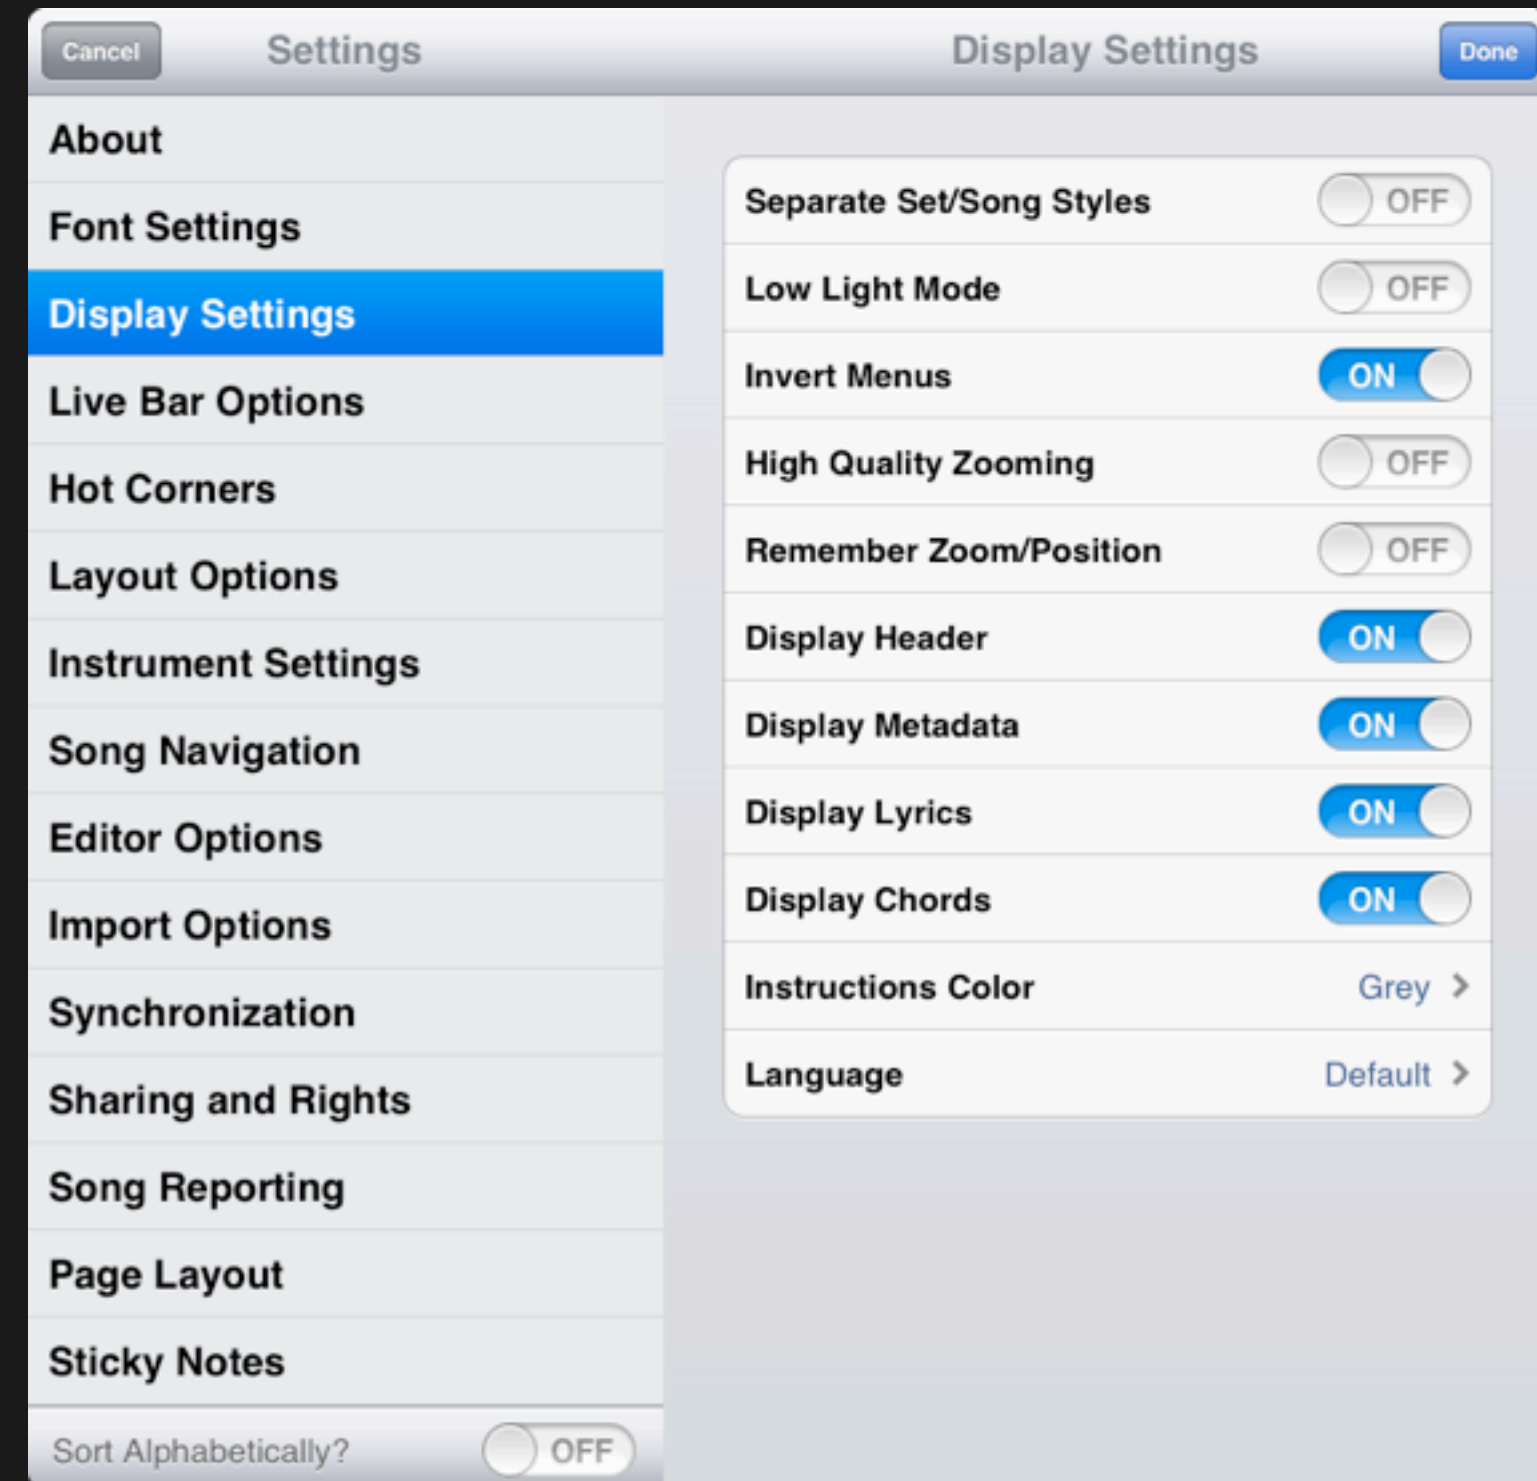 Cancel
Settings
Display Settings
Done
About
Font Settings
Display Settings
Live Bar Options
Hot Corners
Layout Options
Instrument Settings
Song Navigation
Editor Options
Import Options
Synchronization
Sharing and Rights
Song Reporting
Page Layout
Sticky Notes
Sort Alphabetically? OFF
Separate Set/Song Styles OFF
Low Light Mode OFF
Invert Menus ON
High Quality Zooming OFF
Remember Zoom/Position OFF
Display Header ON
Display Metadata ON
Display Lyrics ON
Display Chords ON
Instructions Color Grey
Language Default